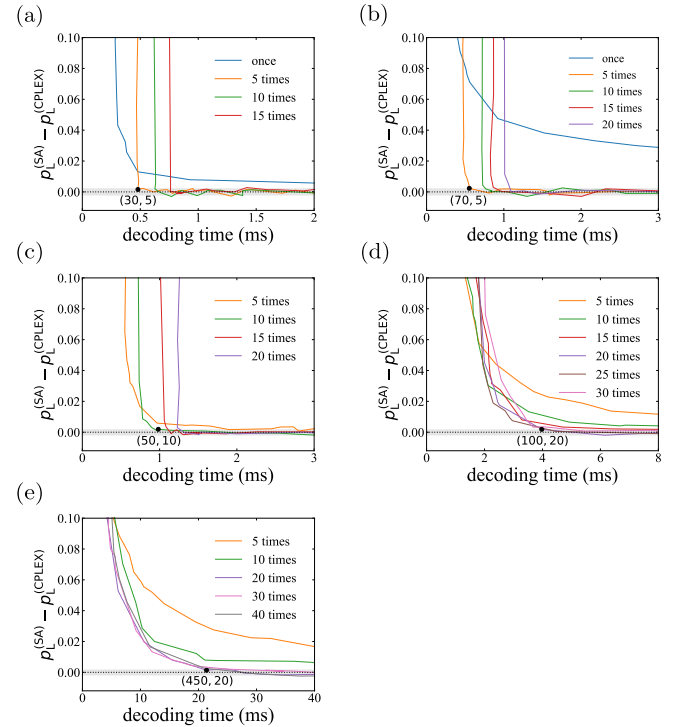 (a)
0.10
0.08
0.06
0.04
0.02
0.00
p_L^(SA) − p_L^(CPLEX)
once
5 times
10 times
15 times
(30, 5)
0
0.5
1
1.5
2
decoding time (ms)
(b)
0.10
0.08
0.06
0.04
0.02
0.00
p_L^(SA) − p_L^(CPLEX)
once
5 times
10 times
15 times
20 times
(70, 5)
0
1
2
3
decoding time (ms)
(c)
0.10
0.08
0.06
0.04
0.02
0.00
p_L^(SA) − p_L^(CPLEX)
5 times
10 times
15 times
20 times
(50, 10)
0
1
2
3
decoding time (ms)
(d)
0.10
0.08
0.06
0.04
0.02
0.00
p_L^(SA) − p_L^(CPLEX)
5 times
10 times
15 times
20 times
25 times
30 times
(100, 20)
0
2
4
6
8
decoding time (ms)
(e)
0.10
0.08
0.06
0.04
0.02
0.00
p_L^(SA) − p_L^(CPLEX)
5 times
10 times
20 times
30 times
40 times
(450, 20)
0
10
20
30
40
decoding time (ms)